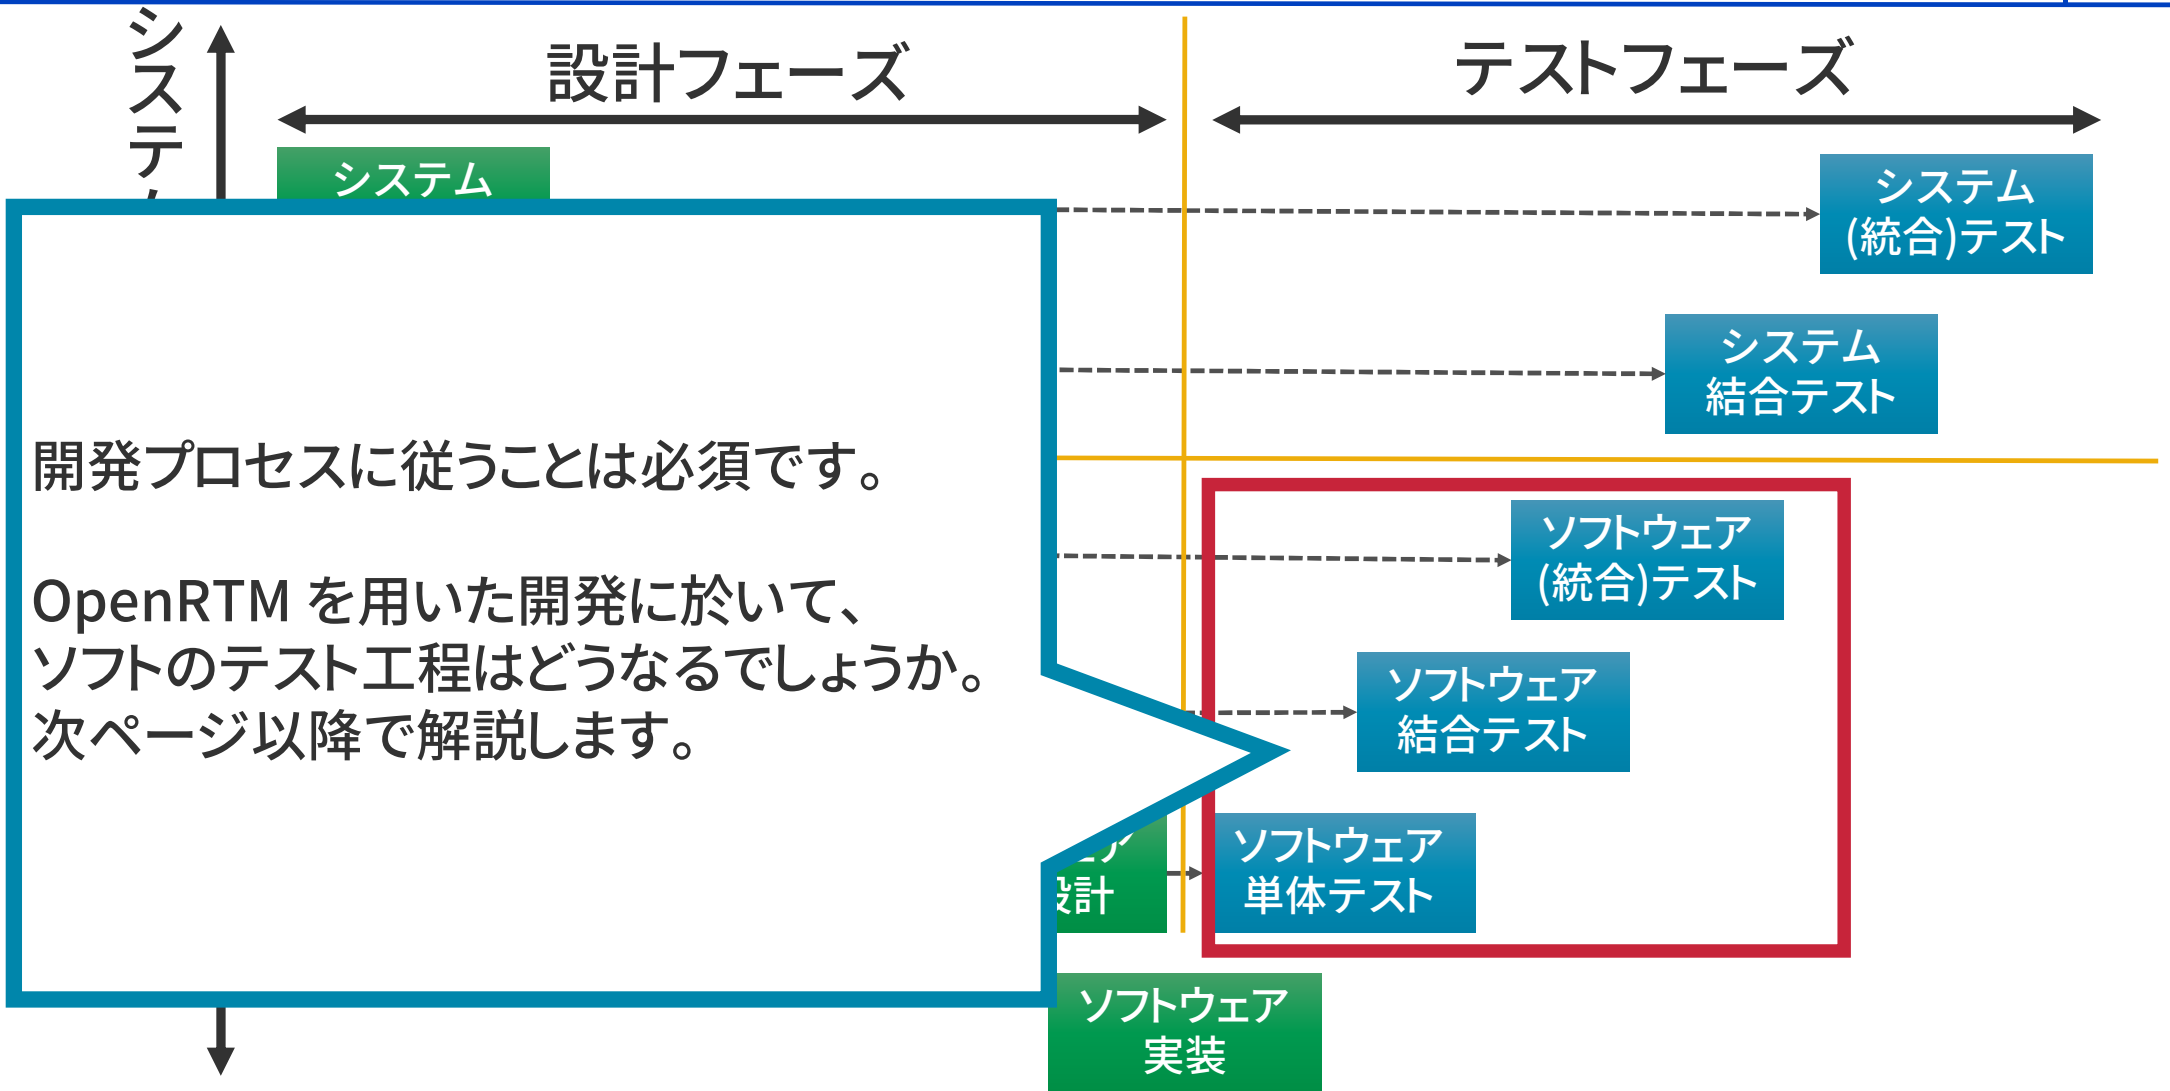 システ
設計フェーズ
テストフェーズ
システム
システム
(統合)テスト
システム
結合テスト
開発プロセスに従うことは必須です。
OpenRTM を用いた開発に於いて、
ソフトのテスト工程はどうなるでしょうか。
次ページ以降で解説します。
ソフトウェア
(統合)テスト
ソフトウェア
結合テスト
ェア
設計
ソフトウェア
単体テスト
ソフトウェア
実装